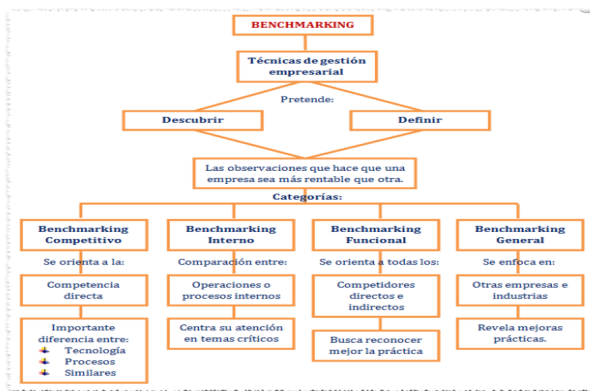 BENCHMARKING
Técnicas de gestión
empresarial
Pretende:
Descubrir
Definir
Las observaciones que hace que una
empresa sea más rentable que otra.
Categorías:
Benchmarking
Competitivo
Se orienta a la:
Competencia
directa
Importante
diferencia entre:
Tecnología
Procesos
Similares
Benchmarking
Interno
Comparación entre:
Operaciones o
procesos internos
Centra su atención
en temas críticos
Benchmarking
Funcional
Se orienta a todas los:
Competidores
directos e
indirectos
Busca reconocer
mejor la práctica
Benchmarking
General
Se enfoca en:
Otras empresas e
industrias
Revela mejoras
prácticas.